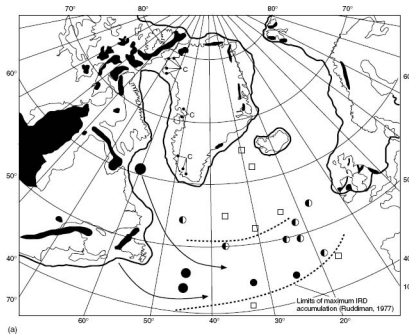 70° 80° 80° 70°
60°
60
C
C
50°
C
50
40°
40
10
70° 60° 50° 40° 30° 20°
Limits of maximum IRD
accumulation (Ruddiman, 1977)
(a)